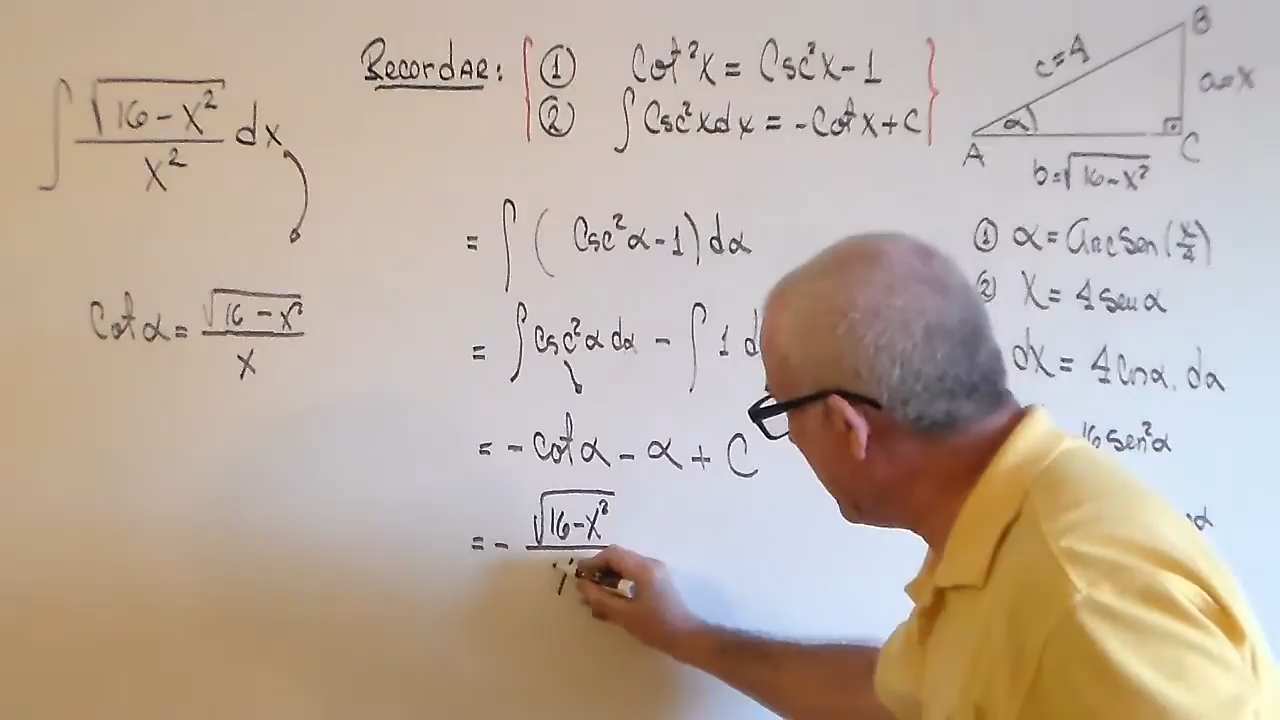 ∫ √(16-x²)/x² dx
Cot α = √(16-x²)/x
RecordAR: ① Cot²x = Csc²x-1
② ∫ Csc²x dx = -Cot x + C
= ∫ ( Csc²α-1) dα
= ∫ Csc²α dα - ∫ 1 d
= - cot α - α + C
= - √(16-x²)
B
c=4
a=x
α
A
C
b=√(16-x²)
① α = arcSen(x/4)
② x = 4 sen α
dx = 4 Cos α . dα
16 sen²α
α